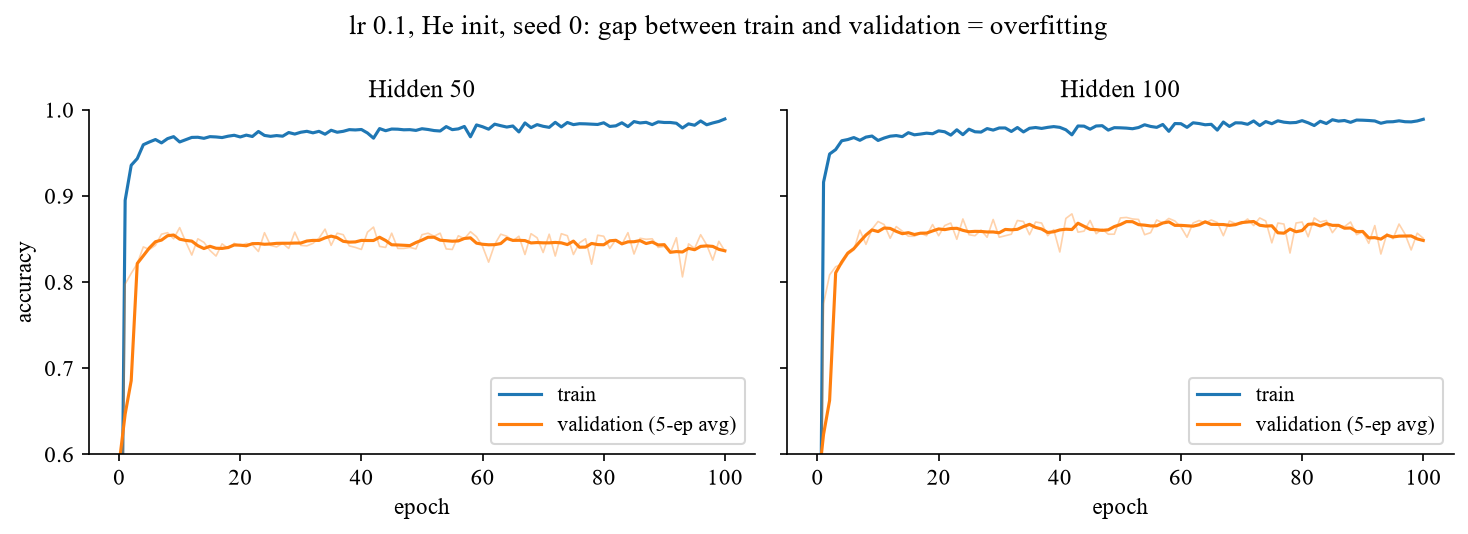 lr 0.1, He init, seed 0: gap between train and validation = overfitting
Hidden 50
1.0
0.9
0.8
0.7
0.6
accuracy
0 20 40 60 80 100
epoch
train
validation (5-ep avg)
Hidden 100
0 20 40 60 80 100
epoch
train
validation (5-ep avg)